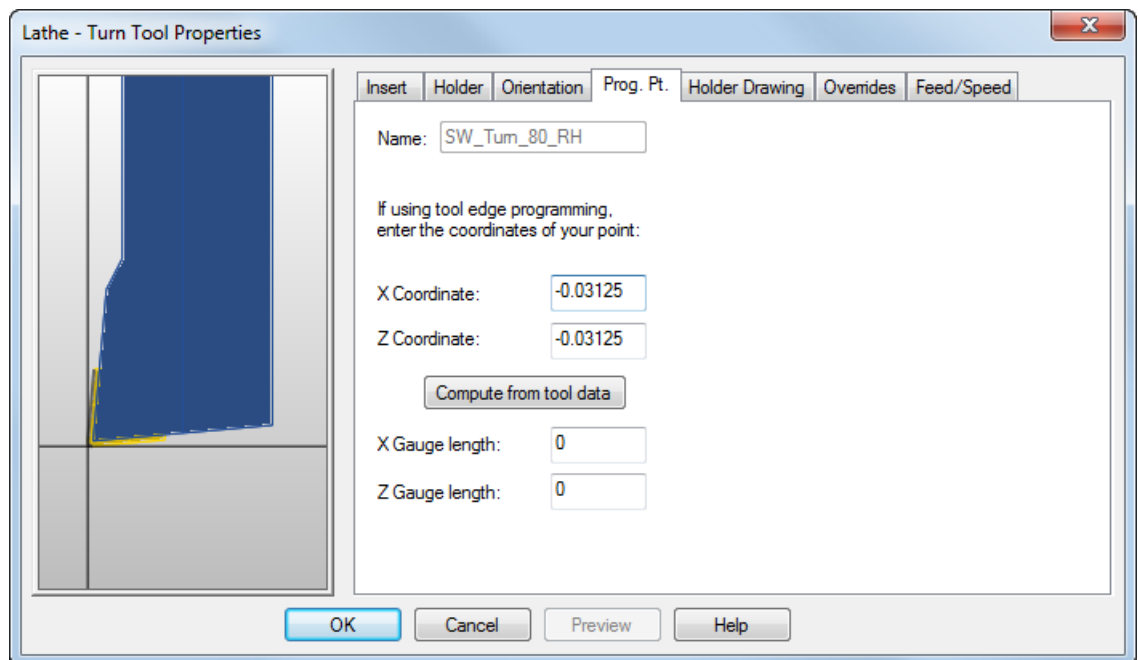 Lathe - Turn Tool Properties
Insert Holder Orientation Prog. Pt. Holder Drawing Overrides Feed/Speed
Name: SW_Turn_80_RH
If using tool edge programming,
enter the coordinates of your point:
X Coordinate: -0.03125
Z Coordinate: -0.03125
Compute from tool data
X Gauge length: 0
Z Gauge length: 0
OK Cancel Preview Help